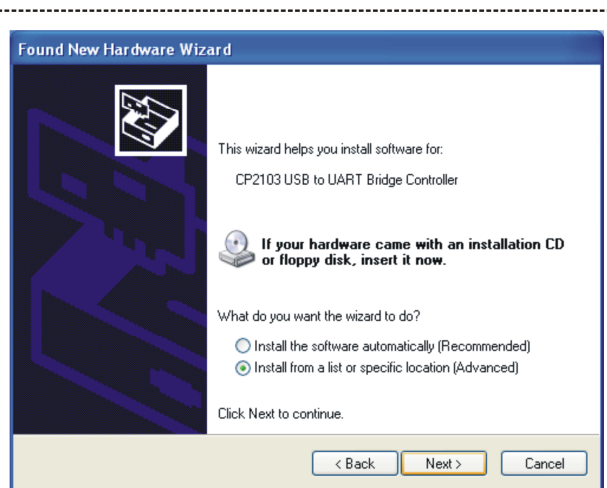 Found New Hardware Wizard
This wizard helps you install software for:
CP2103 USB to UART Bridge Controller
If your hardware came with an installation CD
or floppy disk, insert it now.
What do you want the wizard to do?
Install the software automatically (Recommended)
Install from a list or specific location (Advanced)
Click Next to continue.
< Back Next > Cancel